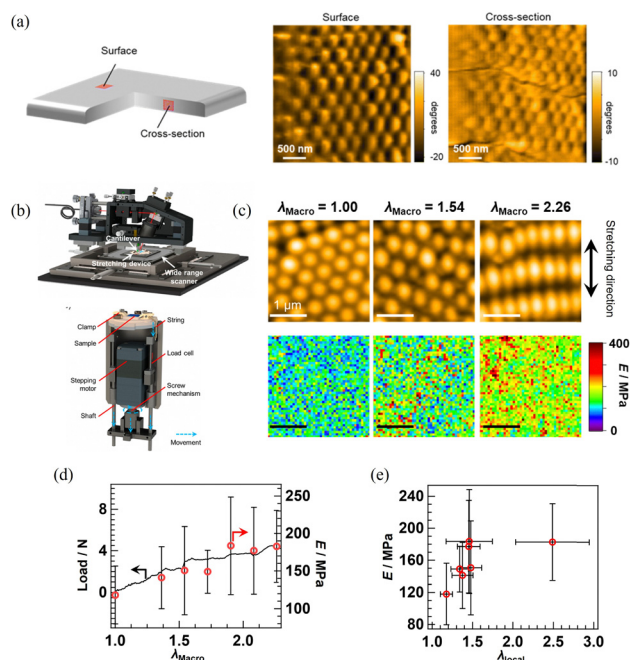 (a)
Surface
Cross-section
Surface
500 nm
40
degrees
-20
Cross-section
500 nm
10
degrees
-10
(b)
Cantilever
Stretching device
Wide range
scanner
Clamp
String
Sample
Load cell
Stepping
motor
Screw
mechanism
Shaft
Movement
(c)
λMacro = 1.00
λMacro = 1.54
λMacro = 2.26
1 μm
Stretching direction
400
E / MPa
0
(d)
Load / N
8
4
0
1.0
1.5
2.0
λMacro
250
200
150
100
E / MPa
(e)
E / MPa
240
200
160
120
80
1.0
1.5
2.0
2.5
3.0
λlocal